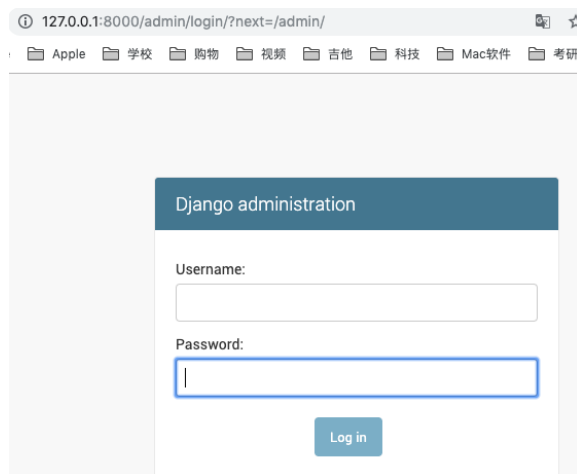 127.0.0.1:8000/admin/login/?next=/admin/
Apple 学校 购物 视频 吉他 科技 Mac软件 考研
Django administration
Username:
Password:
Log in